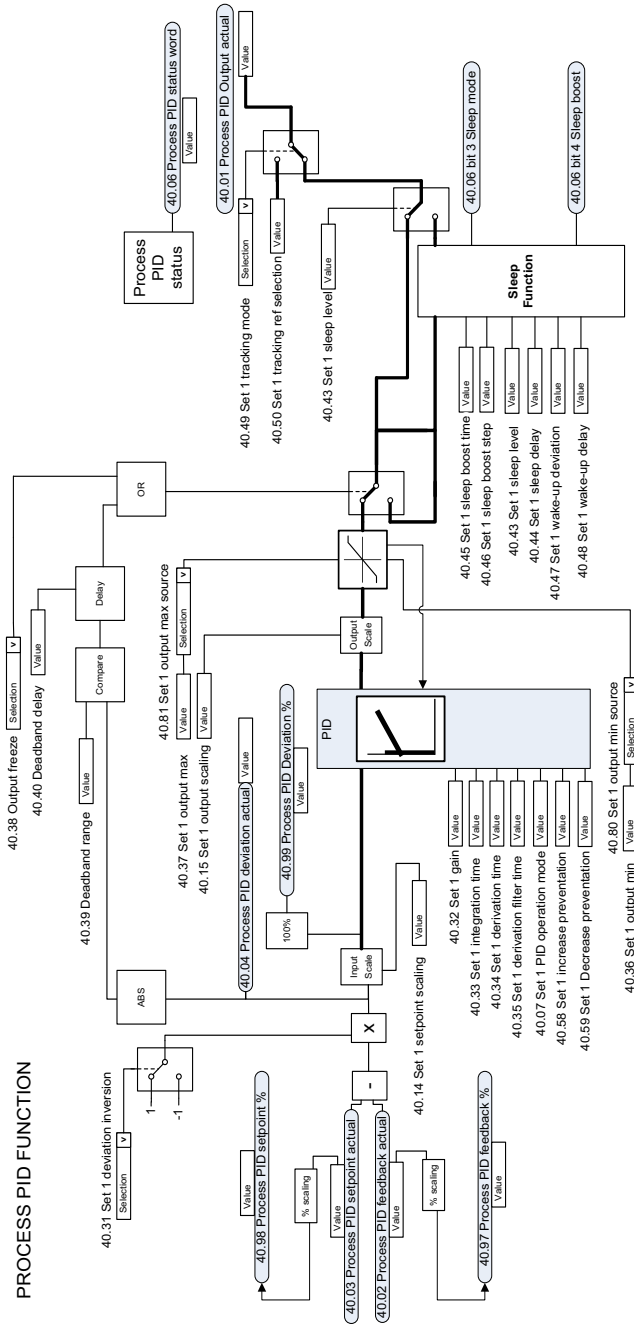 PROCESS PID FUNCTION
40.31 Set 1 deviation inversion
Selection v
1
-1
40.98 Process PID setpoint %
Value
% scaling
Value
40.03 Process PID setpoint actual
40.02 Process PID feedback actual
Value
% scaling
40.97 Process PID feedback %
Value
-
X
ABS
40.04 Process PID deviation actual
Value
Input Scale
100%
40.99 Process PID Deviation %
Value
40.14 Set 1 setpoint scaling
Value
40.38 Output freeze
Selection v
40.40 Deadband delay
Value
40.39 Deadband range
Value
Compare
Delay
OR
40.81 Set 1 output max source
40.37 Set 1 output max
Value
Selection v
40.15 Set 1 output scaling
Value
PID
Output Scale
40.32 Set 1 gain
Value
40.33 Set 1 integration time
Value
40.34 Set 1 derivation time
Value
40.35 Set 1 derivation filter time
Value
40.07 Set 1 PID operation mode
Value
40.58 Set 1 increase preventation
Value
40.59 Set 1 Decrease preventation
Value
40.80 Set 1 output min source
40.36 Set 1 output min
Value
Selection v
Process
PID
status
40.06 Process PID status word
Value
40.01 Process PID Output actual
Value
40.49 Set 1 tracking mode
Selection v
40.50 Set 1 tracking ref selection
Value
40.43 Set 1 sleep level
Value
40.45 Set 1 sleep boost time
Value
40.46 Set 1 sleep boost step
Value
40.43 Set 1 sleep level
Value
40.44 Set 1 sleep delay
Value
40.47 Set 1 wake-up deviation
Value
40.48 Set 1 wake-up delay
Value
Sleep
Function
40.06 bit 3 Sleep mode
40.06 bit 4 Sleep boost